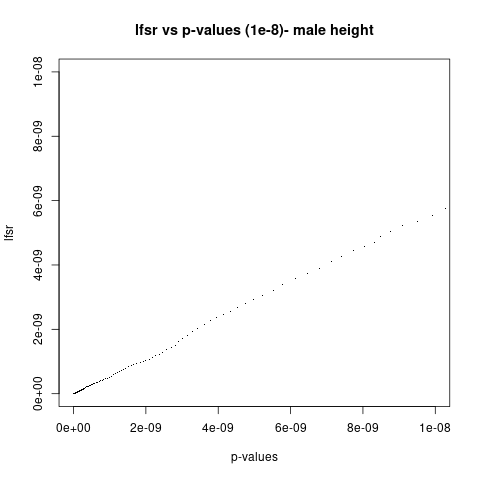 lfsr vs p-values (1e-8)- male height
1e-08
8e-09
6e-09
4e-09
2e-09
0e+00
lfsr
0e+00 2e-09 4e-09 6e-09 8e-09 1e-08
p-values